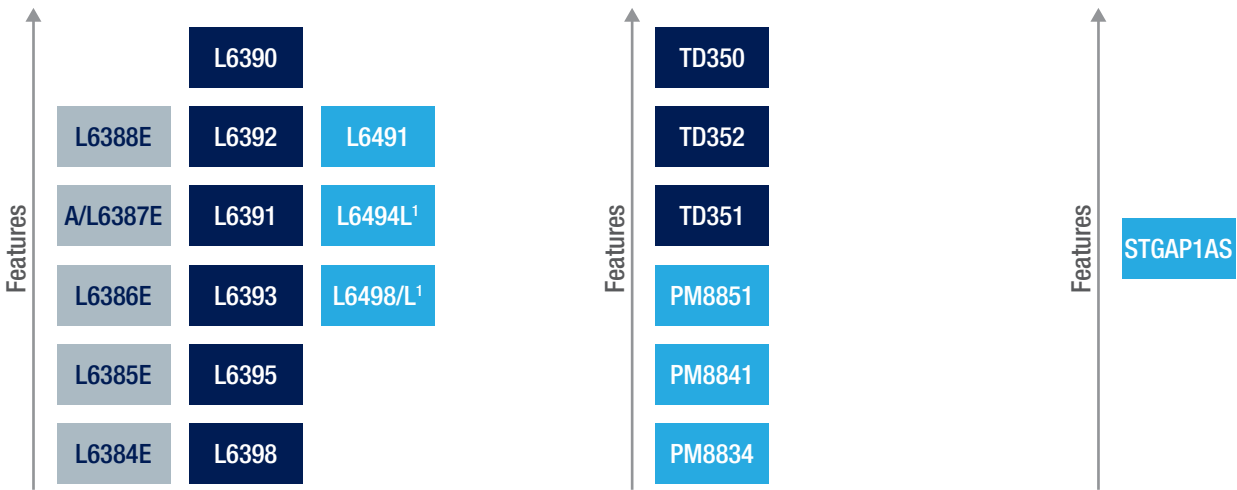 Features
L6390
L6388E
L6392
L6491
A/L6387E
L6391
L6494L¹
L6386E
L6393
L6498/L¹
L6385E
L6395
L6384E
L6398
Features
TD350
TD352
TD351
PM8851
PM8841
PM8834
Features
STGAP1AS